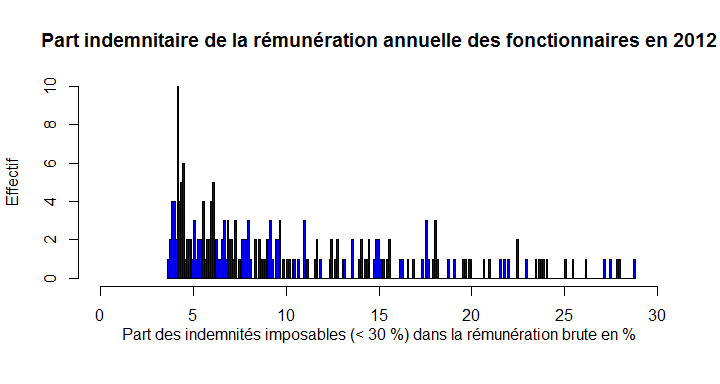 Part indemnitaire de la rémunération annuelle des fonctionnaires en 2012
Effectif
10
8
6
4
2
0
0 5 10 15 20 25 30
Part des indemnités imposables (< 30 %) dans la rémunération brute en %